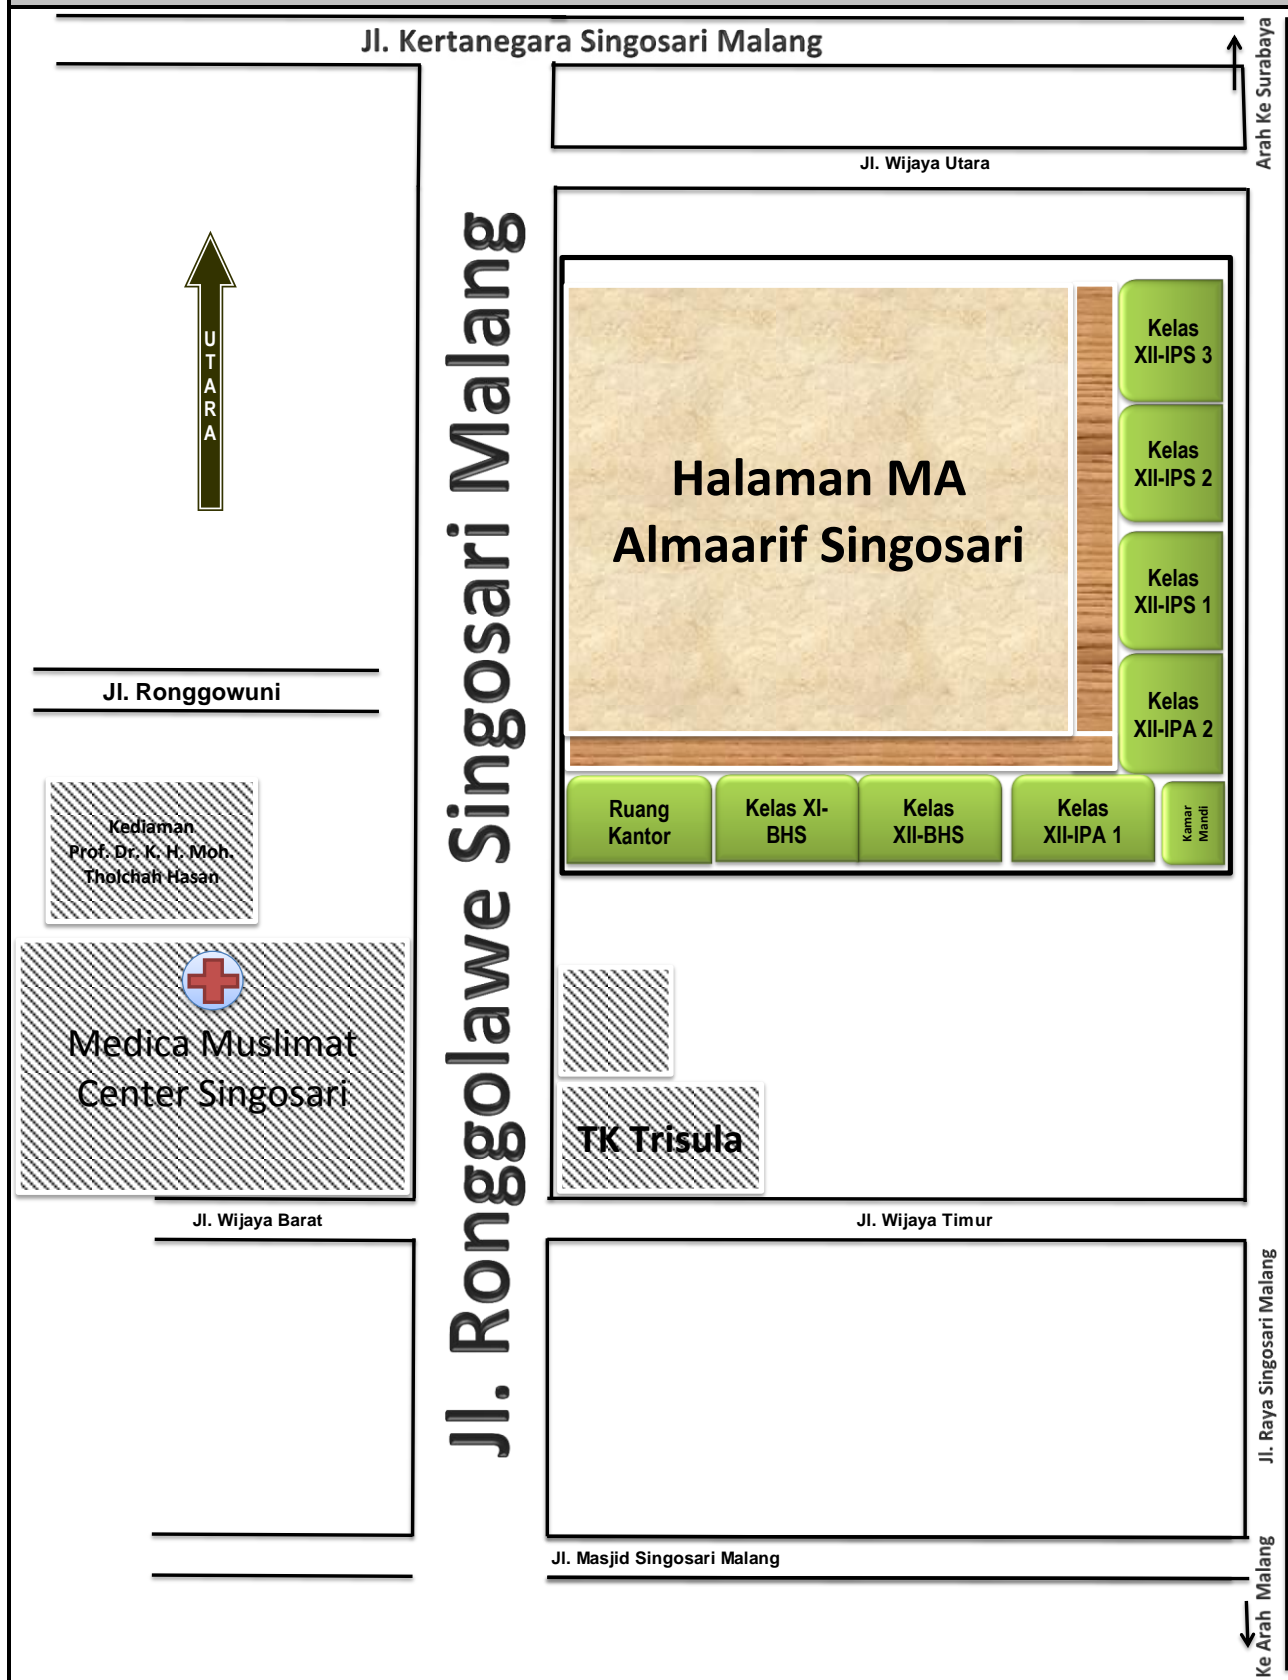 Jl. Kertanegara Singosari Malang
Arah Ke Surabaya
Jl. Wijaya Utara
UTARA
Jl. Ronggolawe Singosari Malang
Kelas
XII-IPS 3
Kelas
XII-IPS 2
Halaman MA
Almaarif Singosari
Kelas
XII-IPS 1
Kelas
XII-IPA 2
Jl. Ronggowuni
Ruang
Kantor
Kelas XI-
BHS
Kelas
XII-BHS
Kelas
XII-IPA 1
Kamar
Mandi
Kediaman
Prof. Dr. K. H. Moh.
Tholchah Hasan
Medica Muslimat
Center Singosari
TK Trisula
Jl. Wijaya Barat
Jl. Wijaya Timur
Jl. Raya Singosari Malang
Jl. Masjid Singosari Malang
Ke Arah Malang